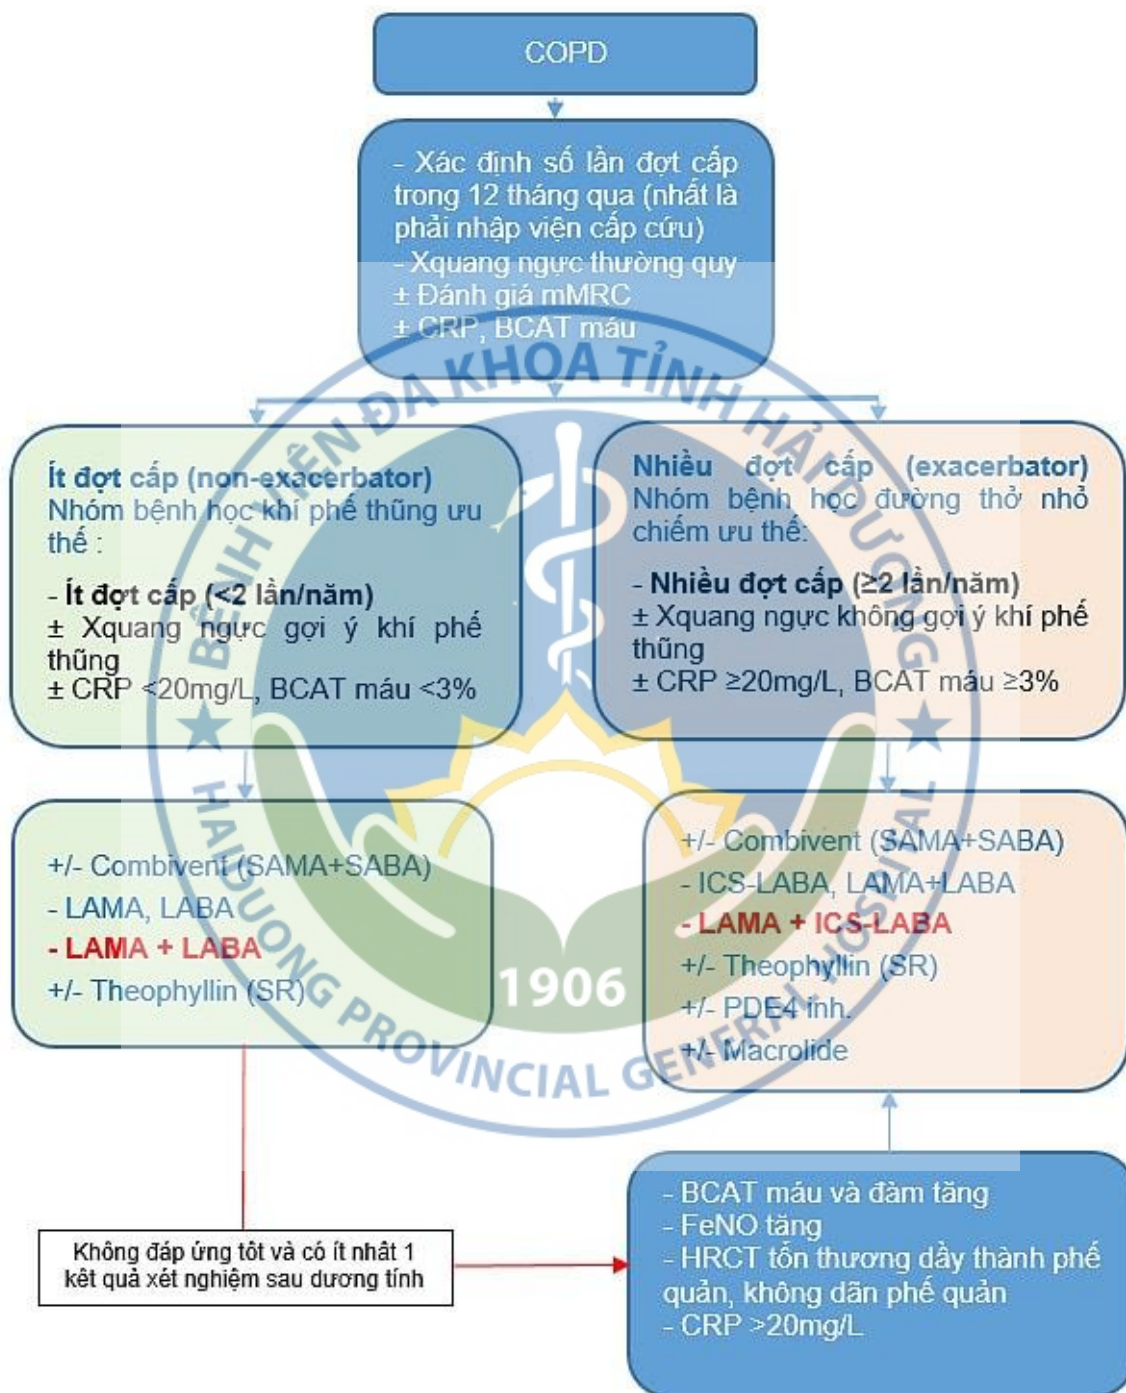 COPD
- Xác định số lần đợt cấp
trong 12 tháng qua (nhất là
phải nhập viện cấp cứu)
- Xquang ngực thường quy
± Đánh giá mMRC
± CRP, BCAT máu
Ít đợt cấp (non-exacerbator)
Nhóm bệnh học khí phế thũng ưu
thế :
- Ít đợt cấp (<2 lần/năm)
± Xquang ngực gợi ý khí phế
thũng
± CRP <20mg/L, BCAT máu <3%
Nhiều đợt cấp (exacerbator)
Nhóm bệnh học đường thở nhỏ
chiếm ưu thế:
- Nhiều đợt cấp (≥2 lần/năm)
± Xquang ngực không gợi ý khí phế
thũng
± CRP ≥20mg/L, BCAT máu ≥3%
+/- Combivent (SAMA+SABA)
- LAMA, LABA
- LAMA + LABA
+/- Theophyllin (SR)
+/- Combivent (SAMA+SABA)
- ICS-LABA, LAMA+LABA
- LAMA + ICS-LABA
+/- Theophyllin (SR)
+/- PDE4 inh.
+/- Macrolide
Không đáp ứng tốt và có ít nhất 1
kêt quả xét nghiệm sau dương tính
- BCAT máu và đàm tăng
- FeNO tăng
- HRCT tổn thương dầy thành phế
quản, không dãn phế quản
- CRP >20mg/L
BỆNH VIỆN ĐA KHOA TỈNH HẢI DƯƠNG
HAIDUONG PROVINCIAL GENERAL HOSPIVAL
1906